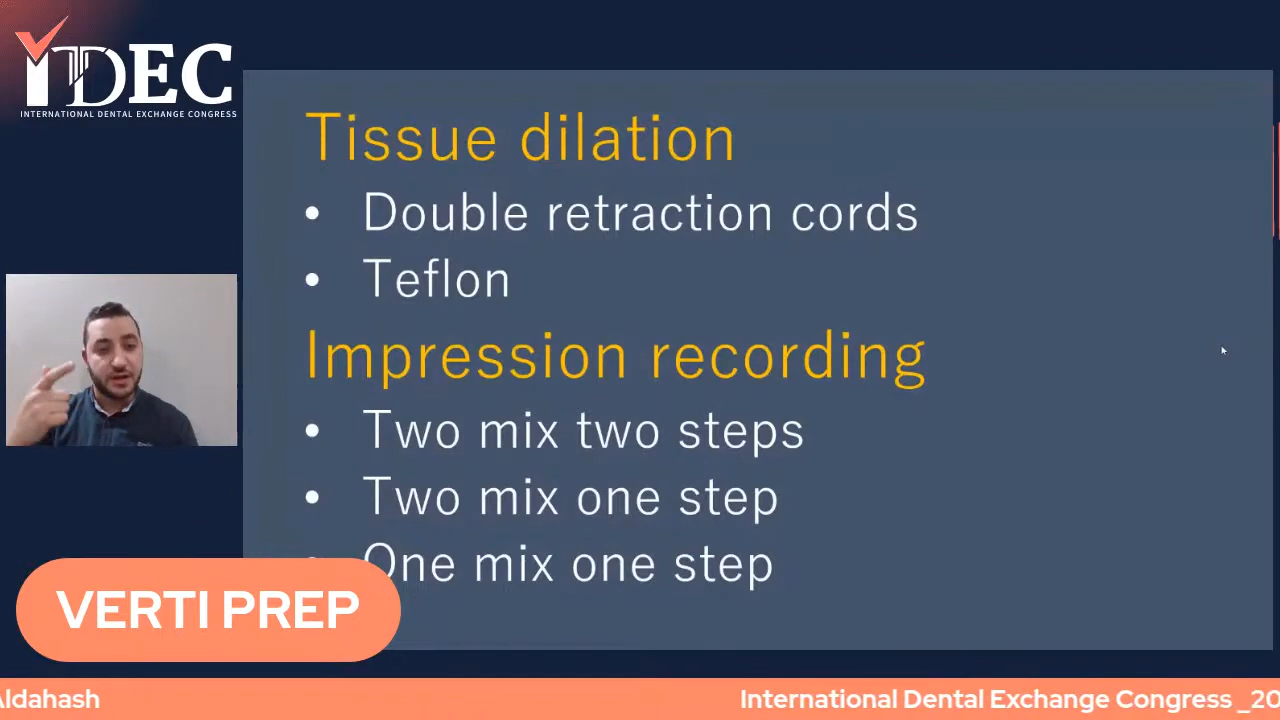 IDEC
INTERNATIONAL DENTAL EXCHANGE CONGRESS
Tissue dilation
• Double retraction cords
• Teflon
Impression recording
• Two mix two steps
• Two mix one step
• One mix one step
VERTI PREP
Aldahash
International Dental Exchange Congress _20